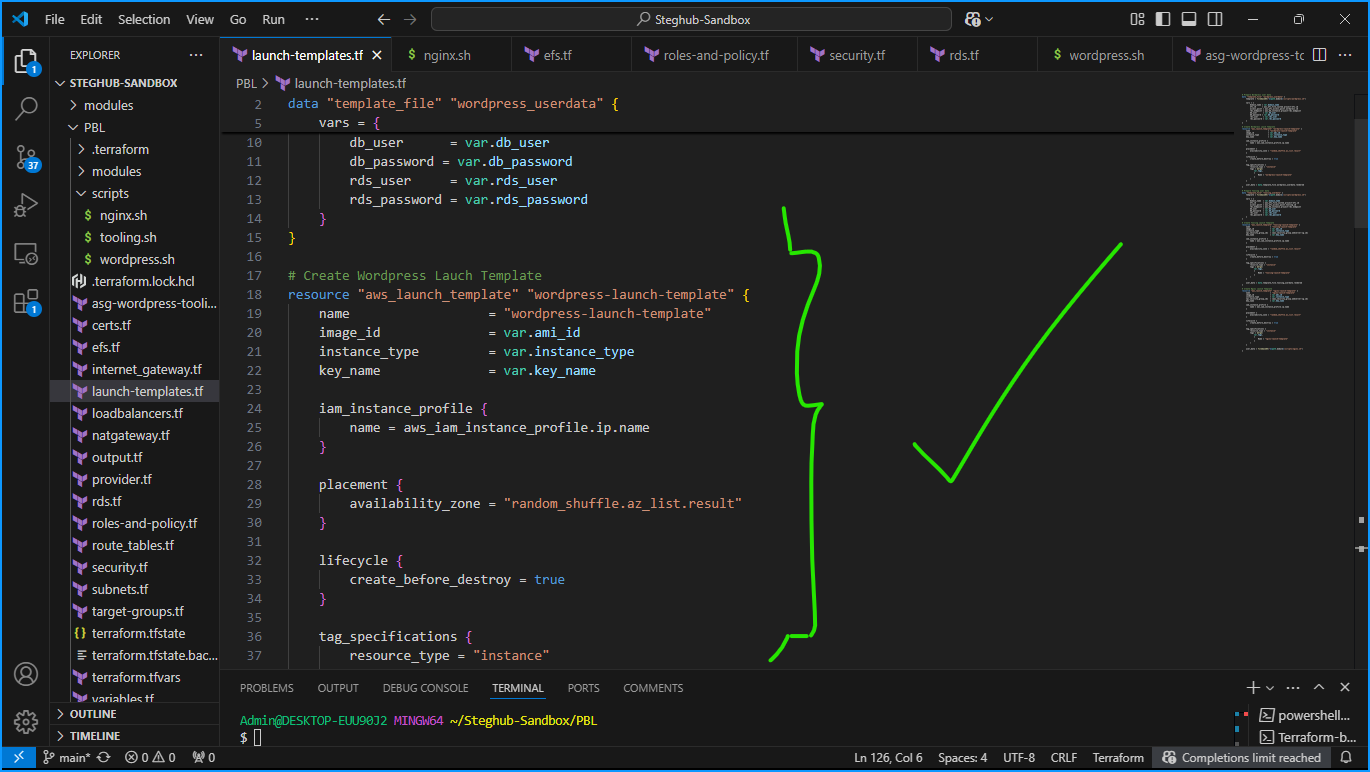 File Edit Selection View Go Run ··· Steghub-Sandbox
EXPLORER ···
launch-templates.tf nginx.sh efs.tf roles-and-policy.tf security.tf rds.tf wordpress.sh asg-wordpress-to ···
PBL > launch-templates.tf
1
37
1
STEGHUB-SANDBOX
modules
PBL
.terraform
modules
scripts
nginx.sh
tooling.sh
wordpress.sh
.terraform.lock.hcl
asg-wordpress-tooli...
certs.tf
efs.tf
internet_gateway.tf
launch-templates.tf
loadbalancers.tf
natgateway.tf
output.tf
provider.tf
rds.tf
roles-and-policy.tf
route_tables.tf
security.tf
subnets.tf
target-groups.tf
terraform.tfstate
terraform.tfstate.bac...
terraform.tfvars
variables.tf
OUTLINE
TIMELINE
2 data "template_file" "wordpress_userdata" {
5 vars = {
10 db_user = var.db_user
11 db_password = var.db_password
12 rds_user = var.rds_user
13 rds_password = var.rds_password
14 }
15 }
16
17 # Create Wordpress Lauch Template
18 resource "aws_launch_template" "wordpress-launch-template" {
19 name = "wordpress-launch-template"
20 image_id = var.ami_id
21 instance_type = var.instance_type
22 key_name = var.key_name
23
24 iam_instance_profile {
25 name = aws_iam_instance_profile.ip.name
26 }
27
28 placement {
29 availability_zone = "random_shuffle.az_list.result"
30 }
31
32 lifecycle {
33 create_before_destroy = true
34 }
35
36 tag_specifications {
37 resource_type = "instance"
PROBLEMS OUTPUT DEBUG CONSOLE TERMINAL PORTS COMMENTS
Admin@DESKTOP-EUU90J2 MINGW64 ~/Steghub-Sandbox/PBL
$
powershell...
Terraform-b...
main* 0 0 0 Ln 126, Col 6 Spaces: 4 UTF-8 CRLF Terraform Completions limit reached